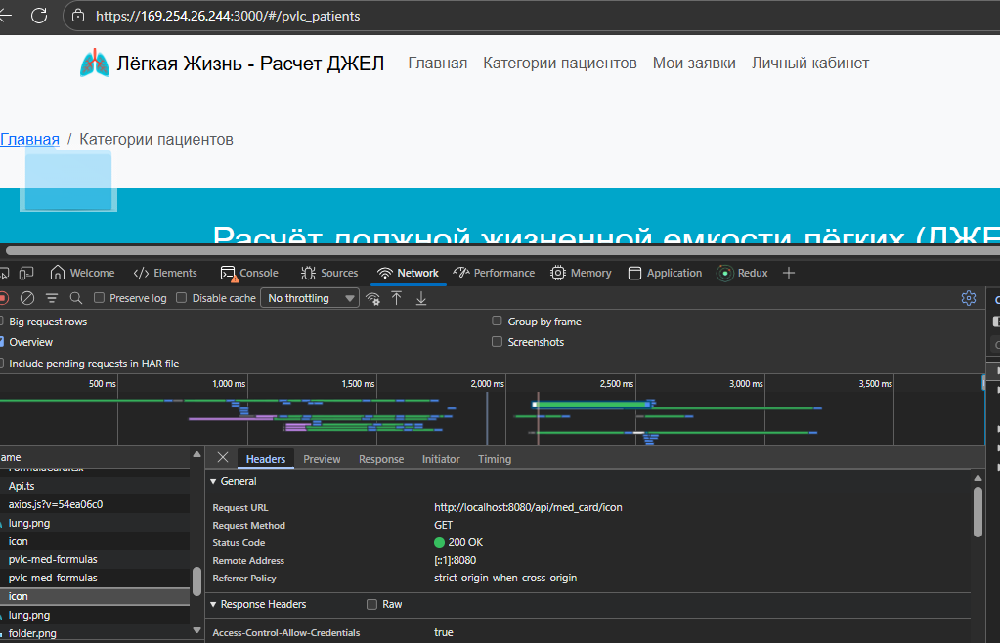 https://169.254.26.244:3000/#/pvlc_patients
Лёгкая Жизнь - Расчет ДЖЕЛ Главная Категории пациентов Мои заявки Личный кабинет
Главная / Категории пациентов
Расчёт должной жизненной емкости лёгких (ДЖЕ
Welcome Elements Console Sources Network Performance Memory Application Redux
Preserve log Disable cache No throttling
Big request rows Group by frame
Overview Screenshots
Include pending requests in HAR file
500 ms 1,000 ms 1,500 ms 2,000 ms 2,500 ms 3,000 ms 3,500 ms
ame Headers Preview Response Initiator Timing
Api.ts
axios.js?v=54ea06c0
lung.png
icon
pvlc-med-formulas
pvlc-med-formulas
icon
lung.png
folder.png
General
Request URL http://localhost:8080/api/med_card/icon
Request Method GET
Status Code 200 OK
Remote Address [::1]:8080
Referrer Policy strict-origin-when-cross-origin
Response Headers Raw
Access-Control-Allow-Credentials true